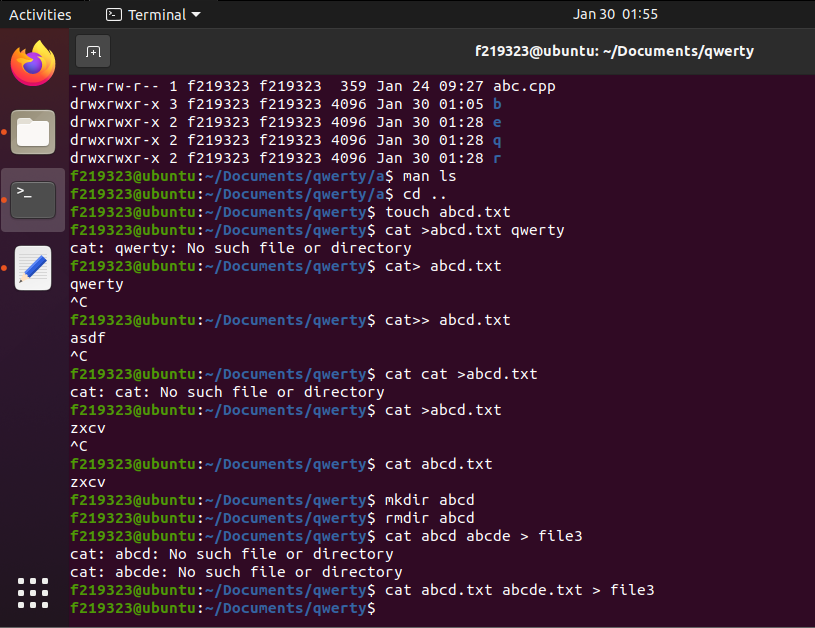 Activities Terminal Jan 30 01:55
f219323@ubuntu: ~/Documents/qwerty
-rw-rw-r-- 1 f219323 f219323  359 Jan 24 09:27 abc.cpp
drwxrwxr-x 3 f219323 f219323 4096 Jan 30 01:05 b
drwxrwxr-x 2 f219323 f219323 4096 Jan 30 01:28 e
drwxrwxr-x 2 f219323 f219323 4096 Jan 30 01:28 q
drwxrwxr-x 2 f219323 f219323 4096 Jan 30 01:28 r
f219323@ubuntu:~/Documents/qwerty/a$ man ls
f219323@ubuntu:~/Documents/qwerty/a$ cd ..
f219323@ubuntu:~/Documents/qwerty$ touch abcd.txt
f219323@ubuntu:~/Documents/qwerty$ cat >abcd.txt qwerty
cat: qwerty: No such file or directory
f219323@ubuntu:~/Documents/qwerty$ cat> abcd.txt
qwerty
^C
f219323@ubuntu:~/Documents/qwerty$ cat>> abcd.txt
asdf
^C
f219323@ubuntu:~/Documents/qwerty$ cat cat >abcd.txt
cat: cat: No such file or directory
f219323@ubuntu:~/Documents/qwerty$ cat >abcd.txt
zxcv
^C
f219323@ubuntu:~/Documents/qwerty$ cat abcd.txt
zxcv
f219323@ubuntu:~/Documents/qwerty$ mkdir abcd
f219323@ubuntu:~/Documents/qwerty$ rmdir abcd
f219323@ubuntu:~/Documents/qwerty$ cat abcd abcde > file3
cat: abcd: No such file or directory
cat: abcde: No such file or directory
f219323@ubuntu:~/Documents/qwerty$ cat abcd.txt abcde.txt > file3
f219323@ubuntu:~/Documents/qwerty$